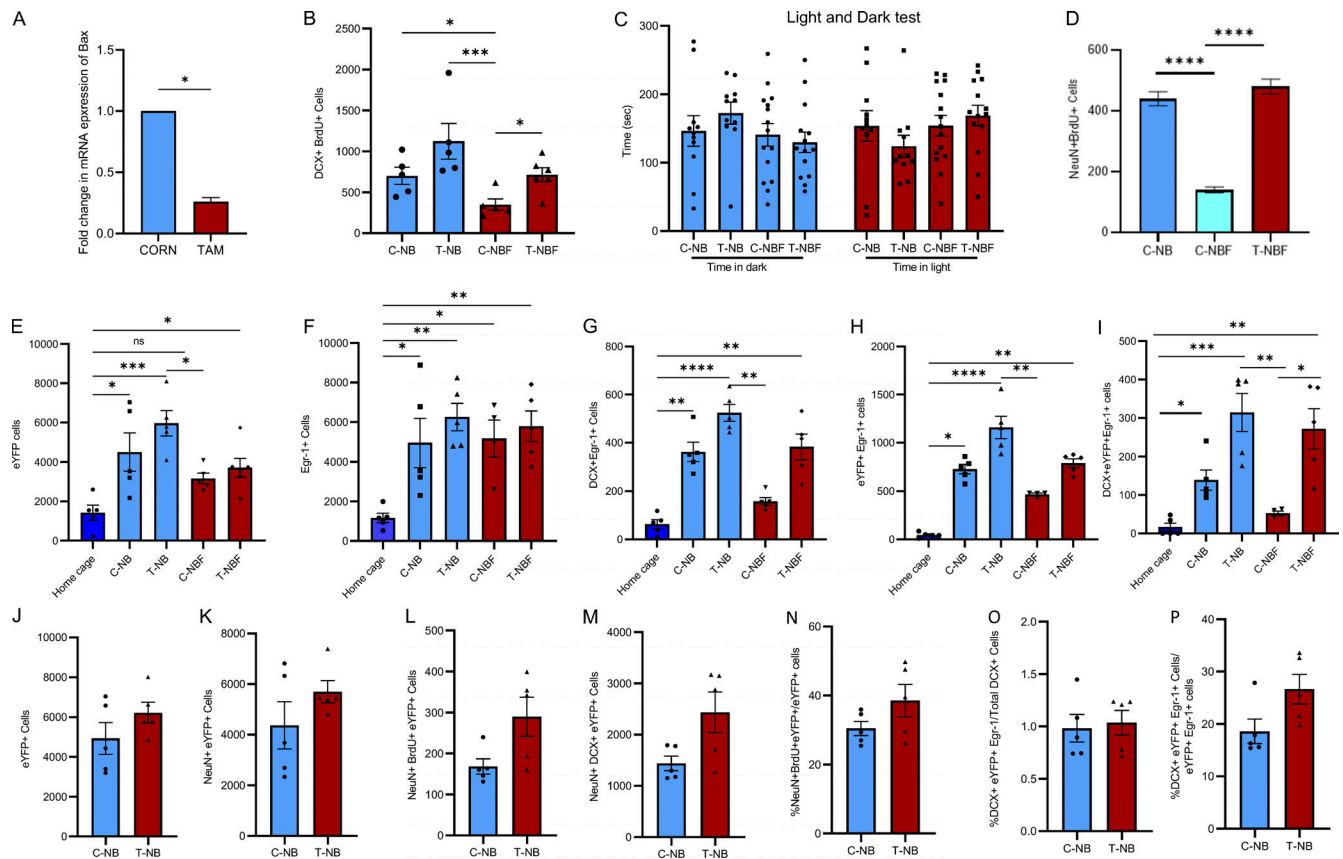 A
Fold change in mRNA epxression of Bax
1.5
1.0
0.5
0.0
*
CORN
TAM
B
DCX+ BrdU+ Cells
2500
2000
1500
1000
500
0
*
***
*
C-NB
T-NB
C-NBF
T-NBF
C
Light and Dark test
Time (sec)
300
200
100
0
C-NB
T-NB
C-NBF
T-NBF
C-NB
T-NB
C-NBF
T-NBF
Time in dark
Time in light
D
NeuN+BrdU+ Cells
600
400
200
0
****
****
C-NB
C-NBF
T-NBF
E
eYFP cells
10000
8000
6000
4000
2000
0
*
ns
***
*
*
Home cage
C-NB
T-NB
C-NBF
T-NBF
F
Egr-1+ Cells
10000
8000
6000
4000
2000
0
**
*
**
*
Home cage
C-NB
T-NB
C-NBF
T-NBF
G
DCX+Egr-1+ cells
800
600
400
200
0
**
****
**
**
Home cage
C-NB
T-NB
C-NBF
T-NBF
H
eYFP+ Egr-1+ cells
2000
1500
1000
500
0
**
****
**
*
Home cage
C-NB
T-NB
C-NBF
T-NBF
I
DCX+eYFP+Egr-1+ cells
500
400
300
200
100
0
**
***
**
*
*
Home cage
C-NB
T-NB
C-NBF
T-NBF
J
eYFP+ Cells
10000
8000
6000
4000
2000
0
C-NB
T-NB
K
NeuN+ eYFP+ Cells
8000
6000
4000
2000
0
C-NB
T-NB
L
NeuN+ BrdU+ eYFP+ Cells
500
400
300
200
100
0
C-NB
T-NB
M
NeuN+ DCX+ eYFP+ Cells
4000
3000
2000
1000
0
C-NB
T-NB
N
%NeuN+BrdU+eYFP+/eYFP+ cells
60
40
20
0
C-NB
T-NB
O
%DCX+ eYFP+ Egr-1/Total DCX+ Cells
2.0
1.5
1.0
0.5
0.0
C-NB
T-NB
P
%DCX+ eYFP+ Egr-1+ Cells/
eYFP+ Egr-1+ cells
40
30
20
10
0
C-NB
T-NB